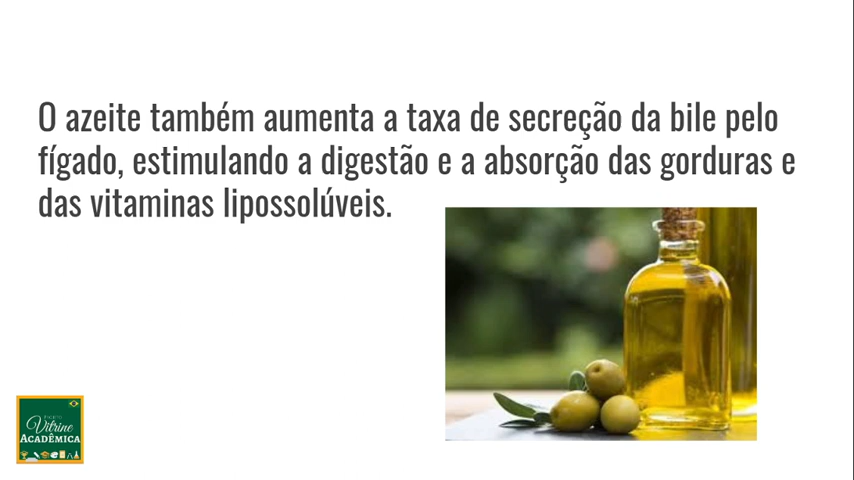 O azeite também aumenta a taxa de secreção da bile pelo
fígado, estimulando a digestão e a absorção das gorduras e
das vitaminas lipossolúveis.
Vitrine
ACADÊMICA